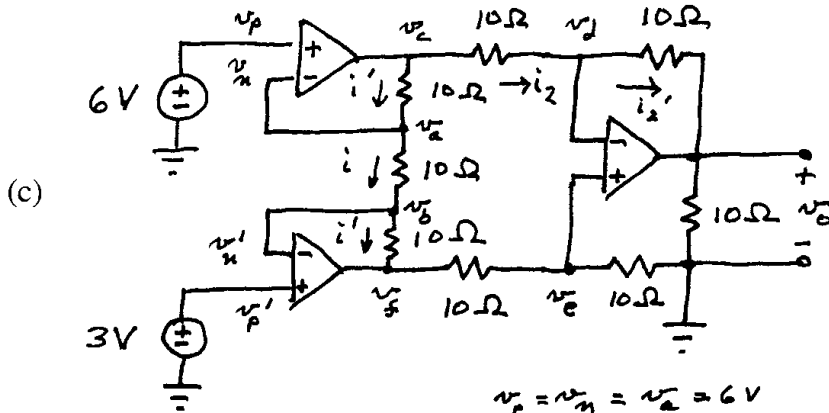 v_p v_c 10Ω v_d 10Ω
v_n + − i' ↓ 10Ω → i_2 → i_2'
6 V + − v_a
(c) i ↓ 10Ω − +
v_b 10Ω + v_o −
v_n' i' ↓ 10Ω
− + v_p' v_f 10Ω v_e 10Ω
3V + −
v_p = v_n = v_a = 6 V